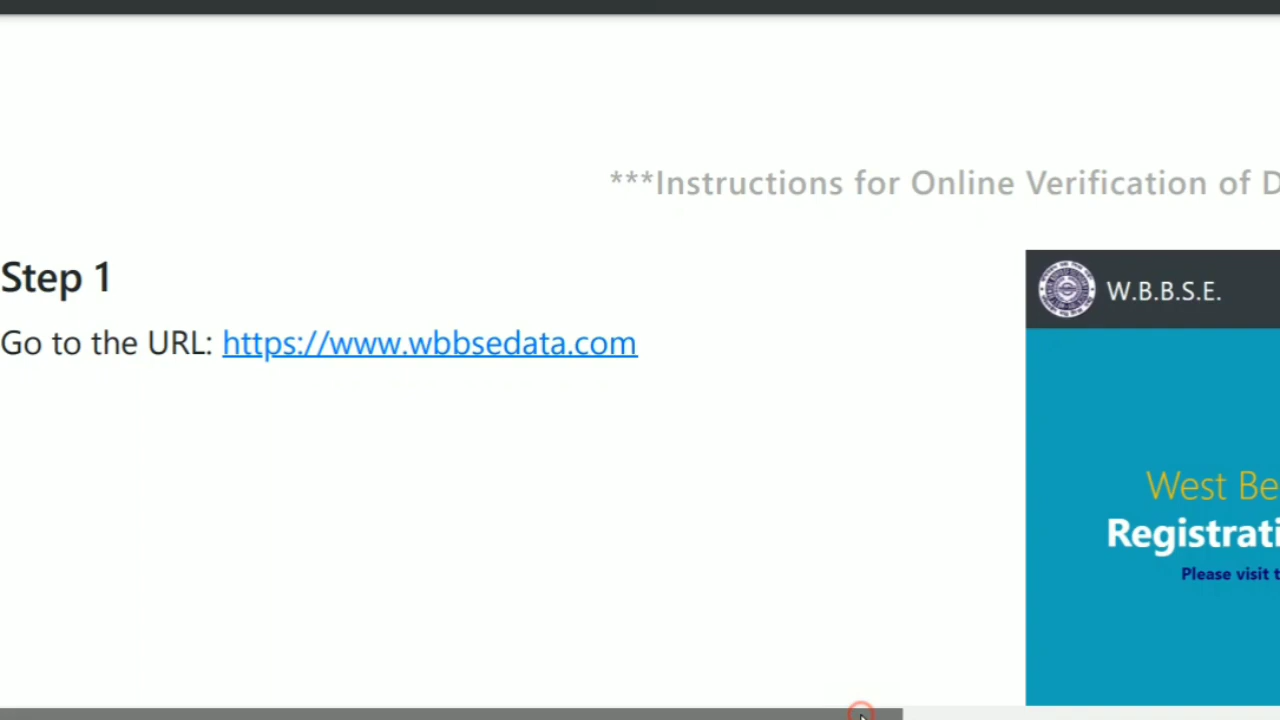 ***Instructions for Online Verification of D
Step 1
Go to the URL: https://www.wbbsedata.com
W.B.B.S.E.
West Be
Registrati
Please visit t